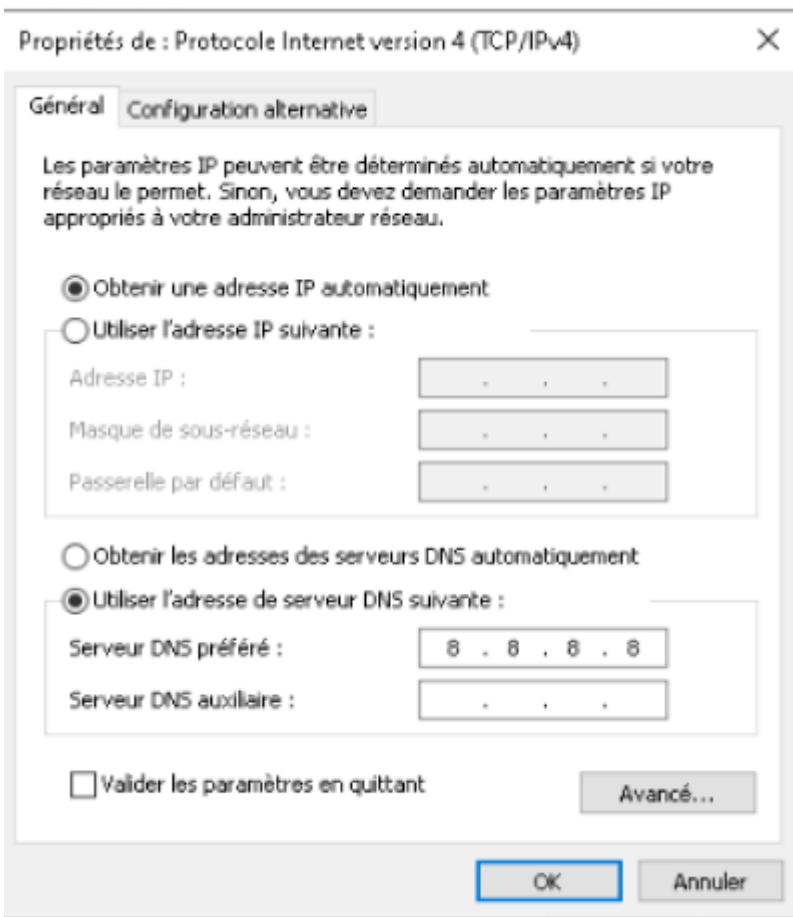 Propriétés de : Protocole Internet version 4 (TCP/IPv4)
Général
Configuration alternative
Les paramètres IP peuvent être déterminés automatiquement si votre
réseau le permet. Sinon, vous devez demander les paramètres IP
appropriés à votre administrateur réseau.
Obtenir une adresse IP automatiquement
Utiliser l'adresse IP suivante :
Adresse IP :
Masque de sous-réseau :
Passerelle par défaut :
Obtenir les adresses des serveurs DNS automatiquement
Utiliser l'adresse de serveur DNS suivante :
Serveur DNS préféré : 8 . 8 . 8 . 8
Serveur DNS auxiliaire :
Valider les paramètres en quittant
Avancé...
OK
Annuler